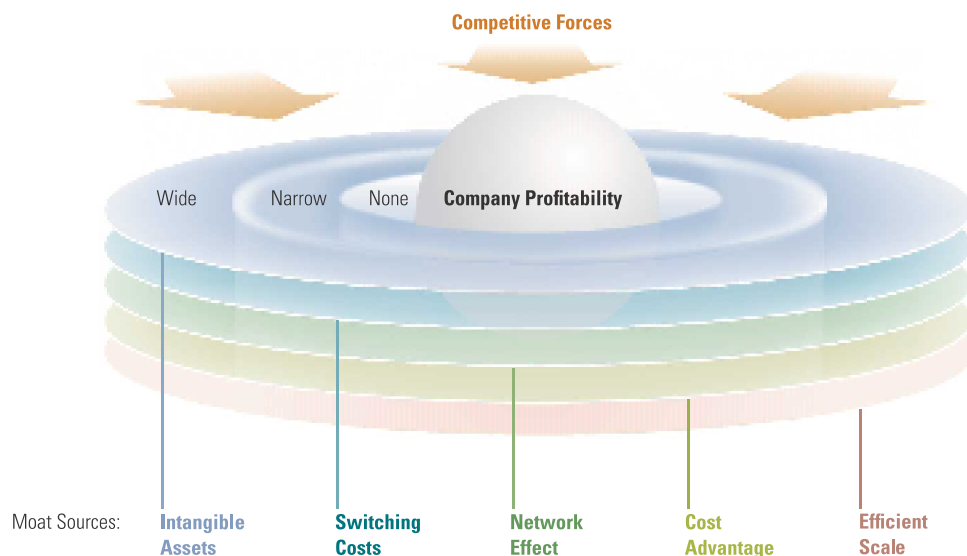 Competitive Forces
Wide
Narrow
None
Company Profitability
Moat Sources:
Intangible
Assets
Switching
Costs
Network
Effect
Cost
Advantage
Efficient
Scale